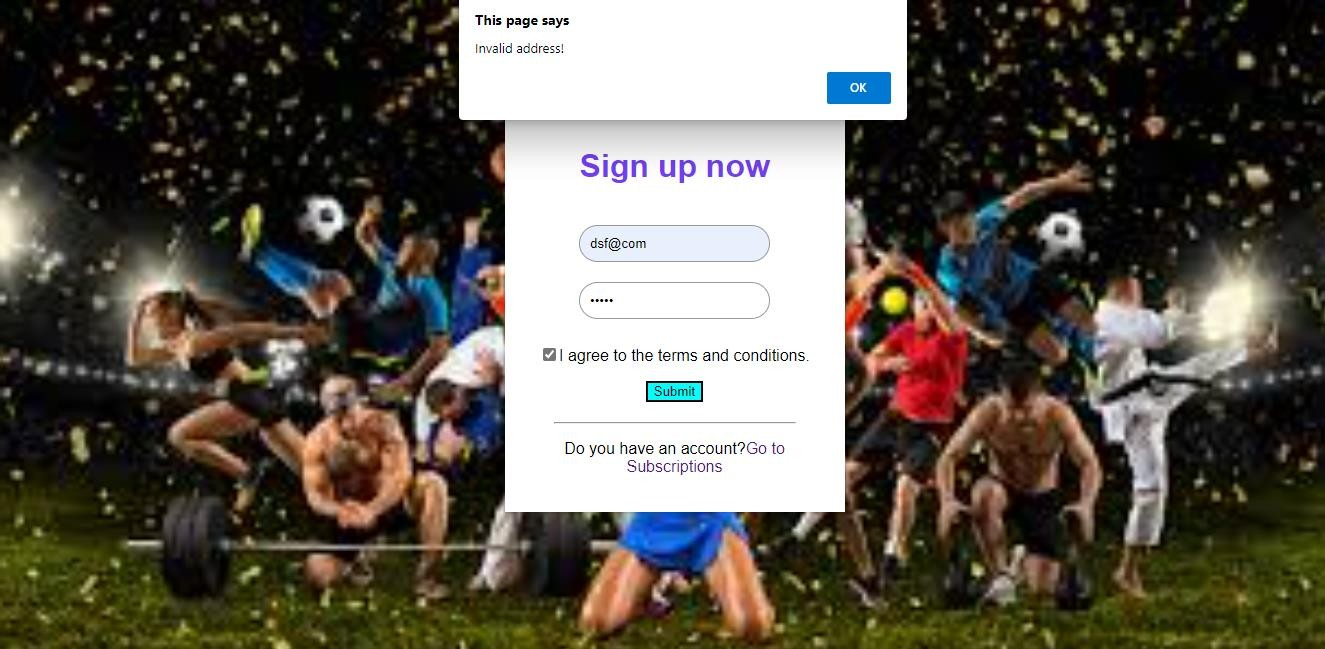 This page says
Invalid address!
OK
Sign up now
dsf@com
•••••
I agree to the terms and conditions.
Submit
Do you have an account?Go to
Subscriptions